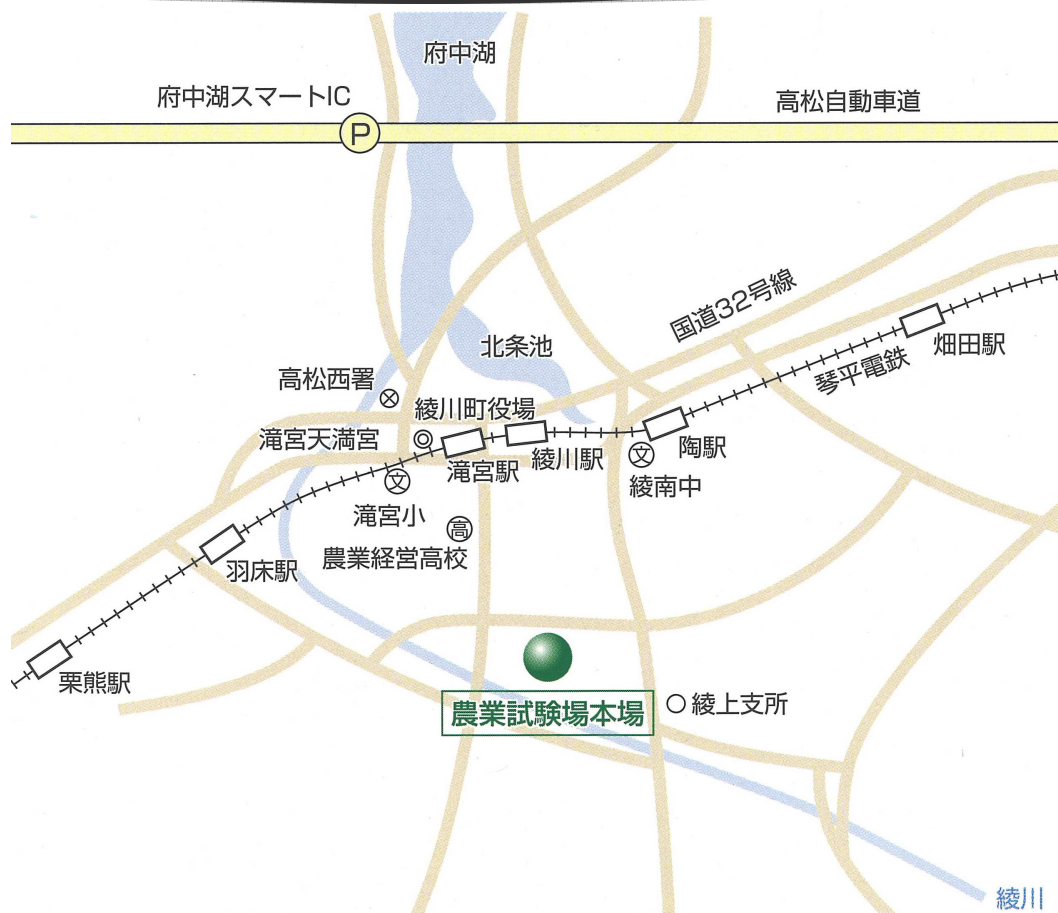 府中湖
府中湖スマートIC
高松自動車道
P
国道32号線
北条池
畑田駅
琴平電鉄
高松西署
綾川町役場
滝宮天満宮
滝宮駅
綾川駅
陶駅
文
綾南中
文
滝宮小
高
農業経営高校
羽床駅
栗熊駅
農業試験場本場
綾上支所
綾川